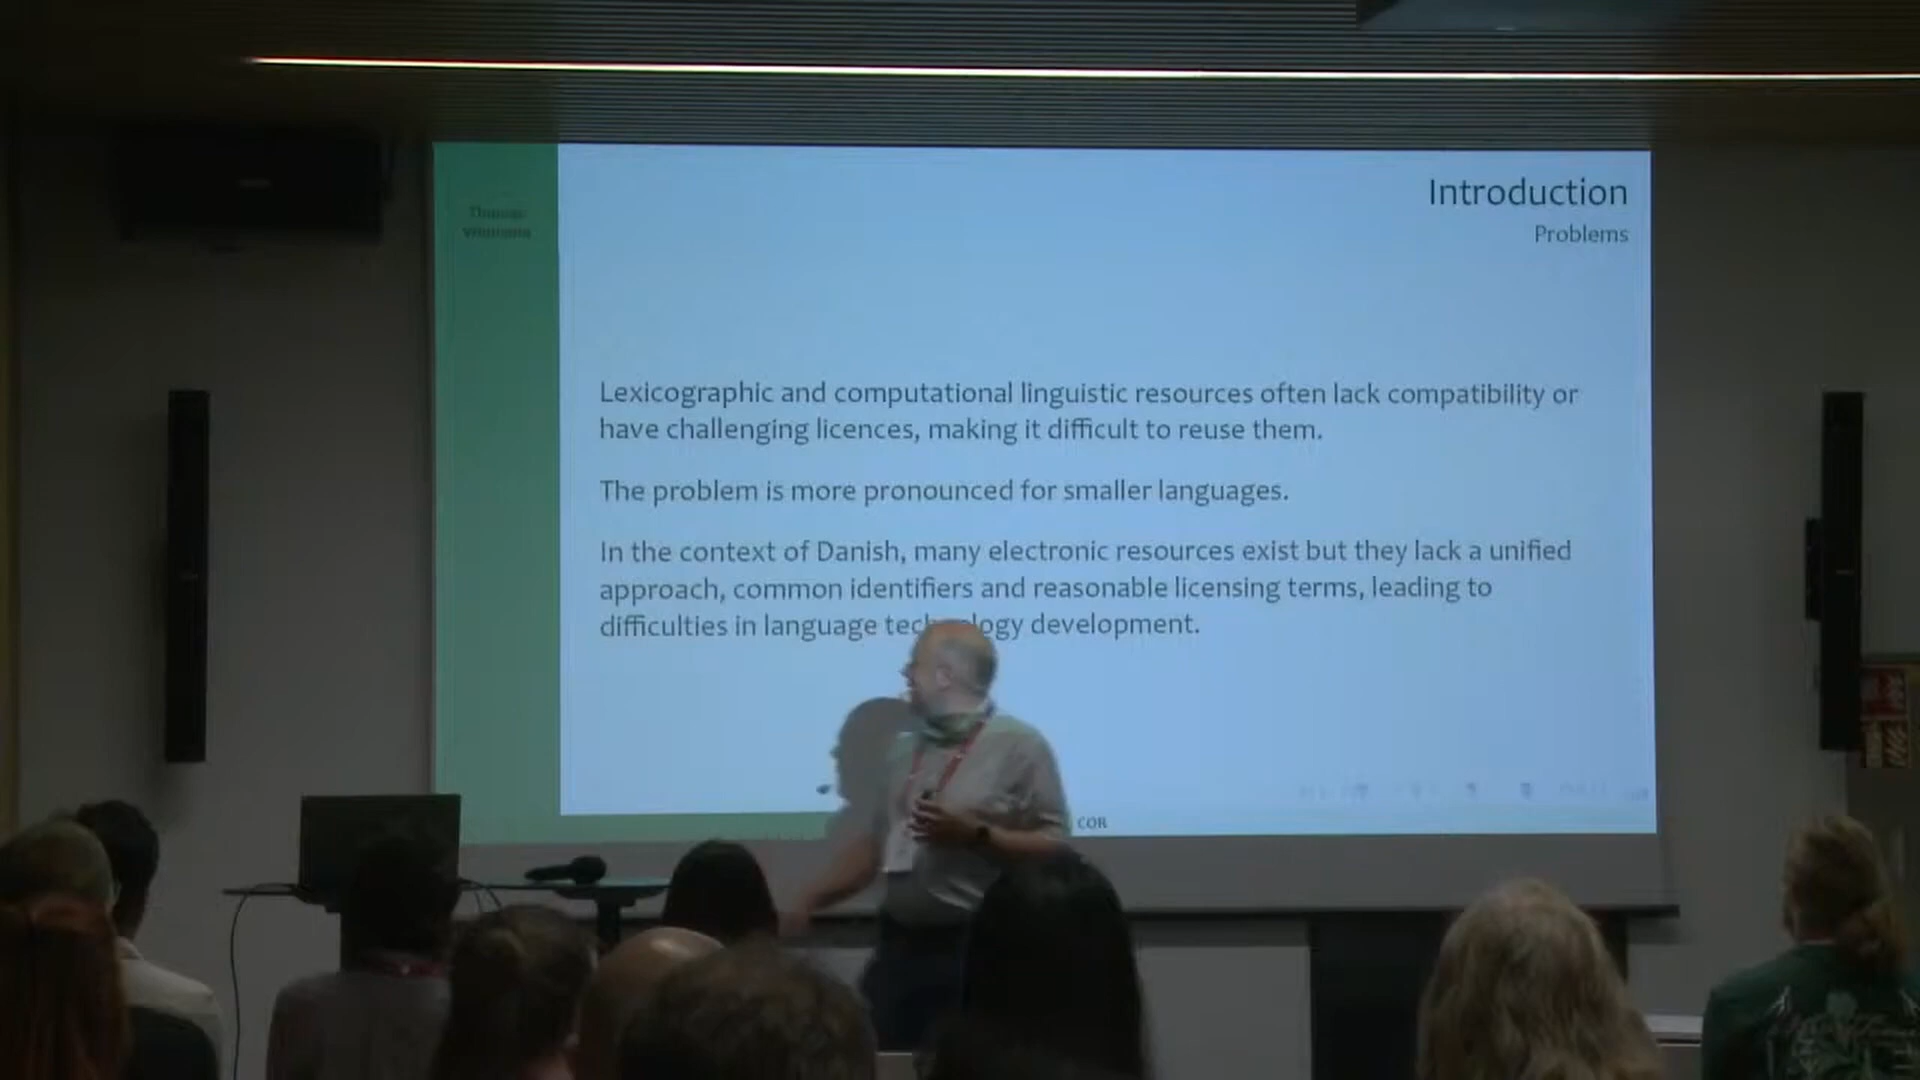 Introduction
Problems
Thomas
Lexicographic and computational linguistic resources often lack compatibility or
have challenging licences, making it difficult to reuse them.
The problem is more pronounced for smaller languages.
In the context of Danish, many electronic resources exist but they lack a unified
approach, common identifiers and reasonable licensing terms, leading to
difficulties in language technology development.
COR